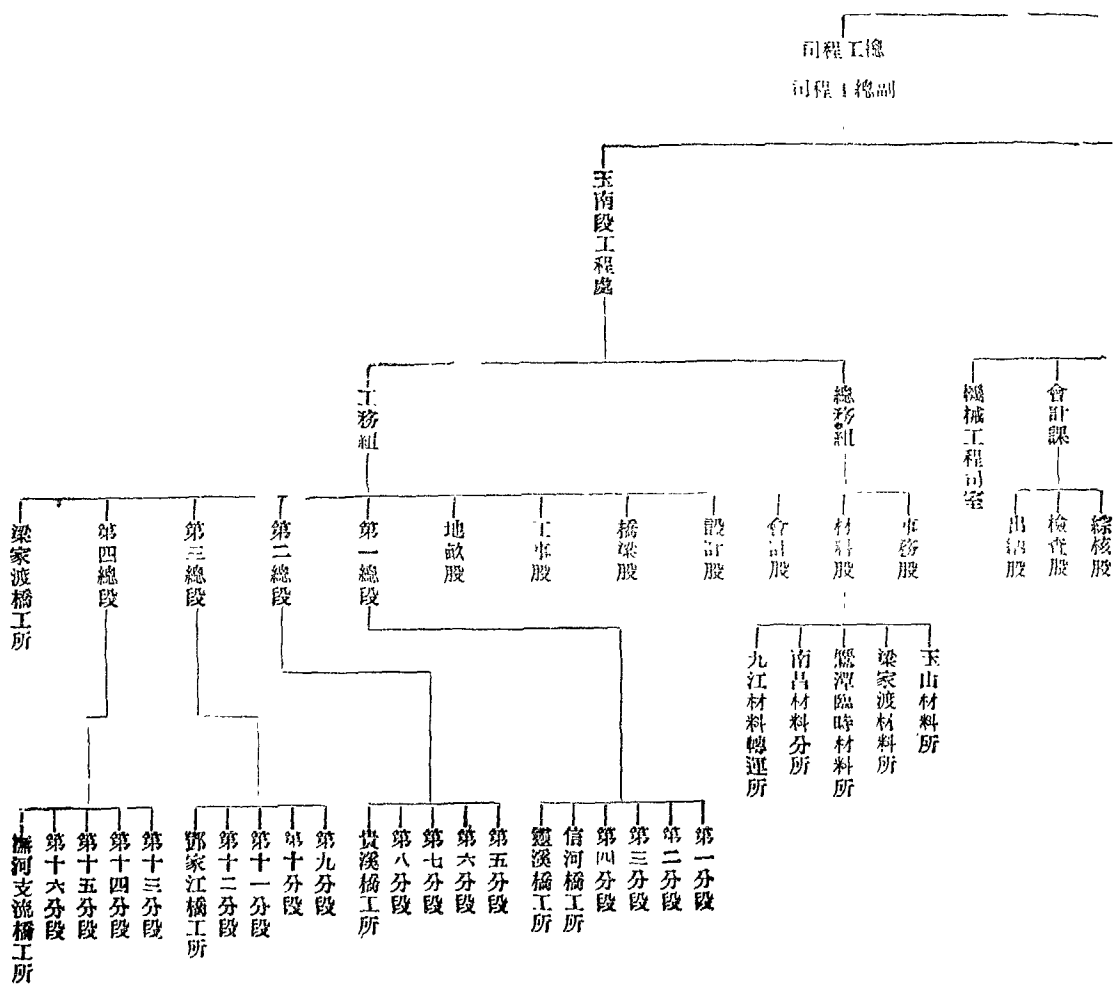 總工程司
副總工程司
玉南段工程處
會計課
機械工程司室
綜核股
檢查股
出納股
總務組
工務組
事務股
材料股
會計股
設計股
橋梁股
工事股
地畝股
第一總段
第二總段
第三總段
第四總段
梁家渡橋工所
玉山材料所
梁家渡材料所
鷹潭臨時材料所
南昌材料分所
九江材料轉運所
第一分段
第二分段
第三分段
第四分段
信河橋工所
靈溪橋工所
第五分段
第六分段
第七分段
第八分段
貴溪橋工所
第九分段
第十分段
第十一分段
第十二分段
鄧家江橋工所
第十三分段
第十四分段
第十五分段
第十六分段
撫河支流橋工所